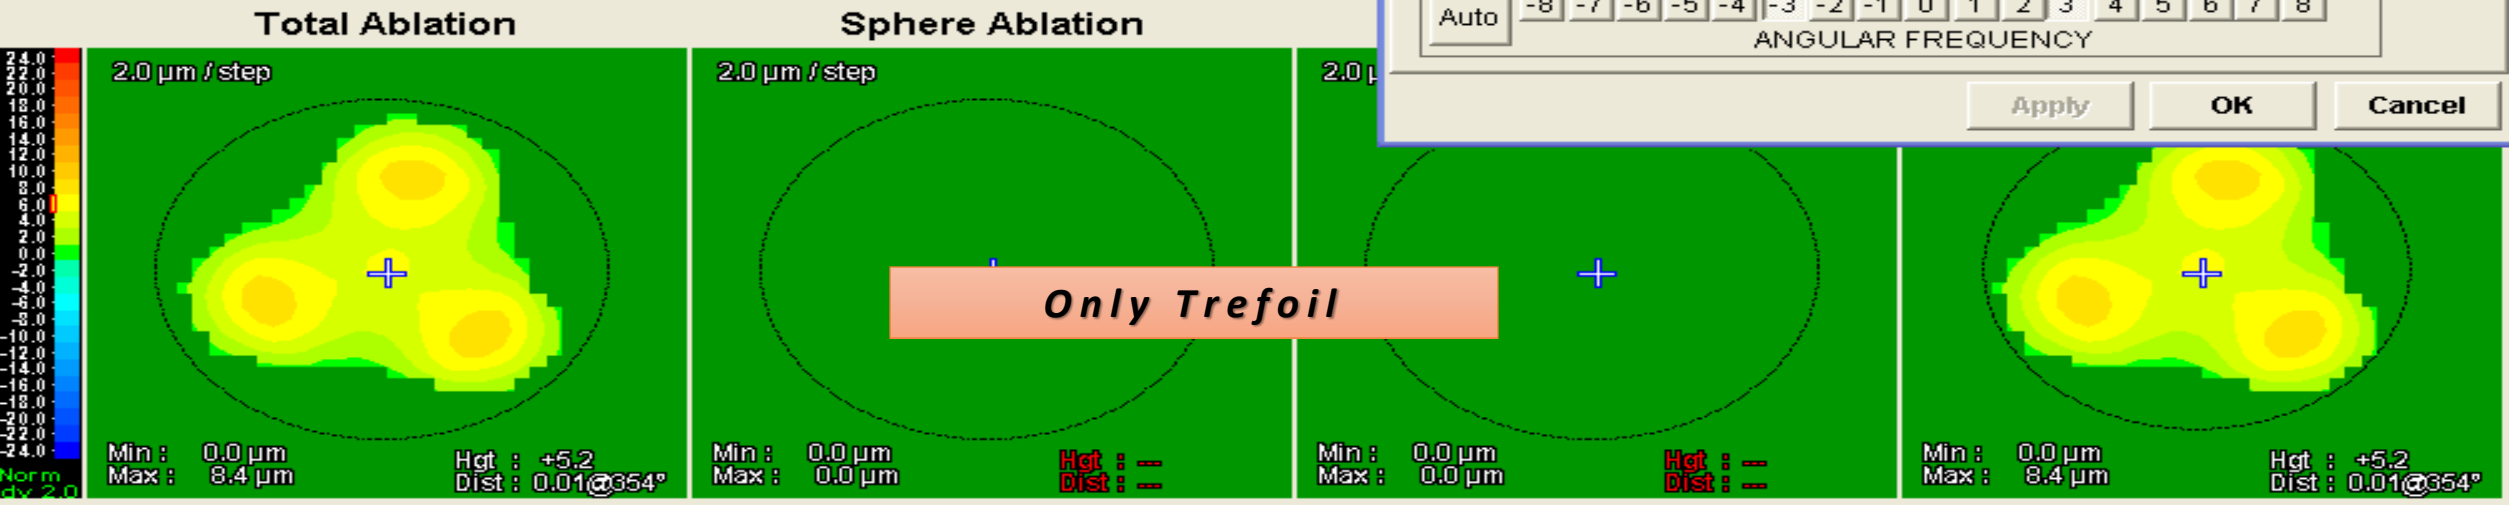 Total Ablation
Sphere Ablation
Auto -8 -7 -6 -5 -4 -3 -2 -1 0 1 2 3 4 5 6 7 8
ANGULAR FREQUENCY
Apply OK Cancel
24.0
22.0
20.0
18.0
16.0
14.0
12.0
10.0
8.0
6.0
4.0
2.0
0.0
-2.0
-4.0
-6.0
-8.0
-10.0
-12.0
-14.0
-16.0
-18.0
-20.0
-22.0
-24.0
Norm
dy 2.0
2.0 µm / step
Min : 0.0 µm
Max : 8.4 µm
Hgt : +5.2
Dist : 0.01@354°
2.0 µm / step
Min : 0.0 µm
Max : 0.0 µm
Hgt : ---
Dist : ---
Only Trefoil
2.0
Min : 0.0 µm
Max : 0.0 µm
Hgt : ---
Dist : ---
Min : 0.0 µm
Max : 8.4 µm
Hgt : +5.2
Dist : 0.01@354°